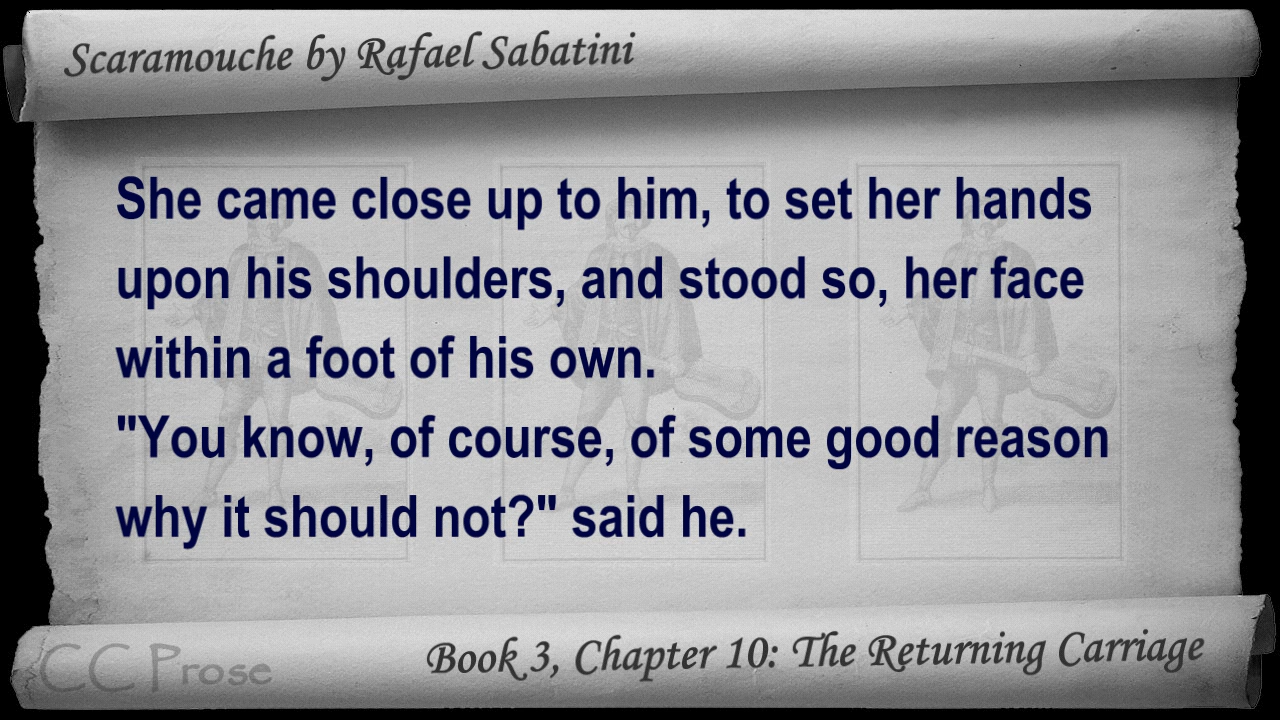 Scaramouche by Rafael Sabatini
She came close up to him, to set her hands
upon his shoulders, and stood so, her face
within a foot of his own.
"You know, of course, of some good reason
why it should not?" said he.
Book 3, Chapter 10: The Returning Carriage
CC Prose